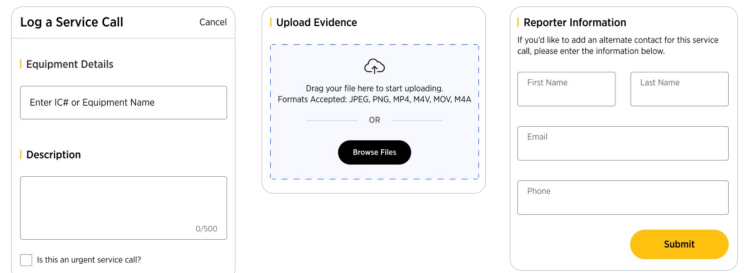 Log a Service Call
Cancel
Equipment Details
Enter IC# or Equipment Name
Description
0/500
Is this an urgent service call?
Upload Evidence
Drag your file here to start uploading.
Formats Accepted: JPEG, PNG, MP4, M4V, MOV, M4A
OR
Browse Files
Reporter Information
If you'd like to add an alternate contact for this service
call, please enter the information below.
First Name
Last Name
Email
Phone
Submit